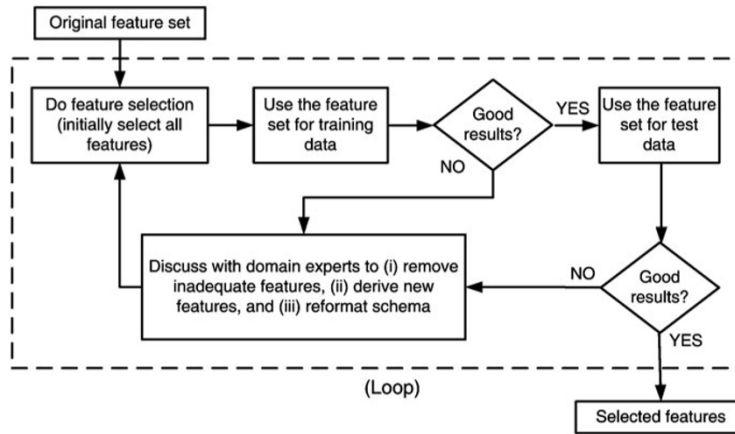 Original feature set
Do feature selection
(initially select all
features)
Use the feature
set for training
data
Good
results?
YES
Use the feature
set for test
data
NO
Discuss with domain experts to (i) remove
inadequate features, (ii) derive new
features, and (iii) reformat schema
NO
Good
results?
YES
(Loop)
Selected features